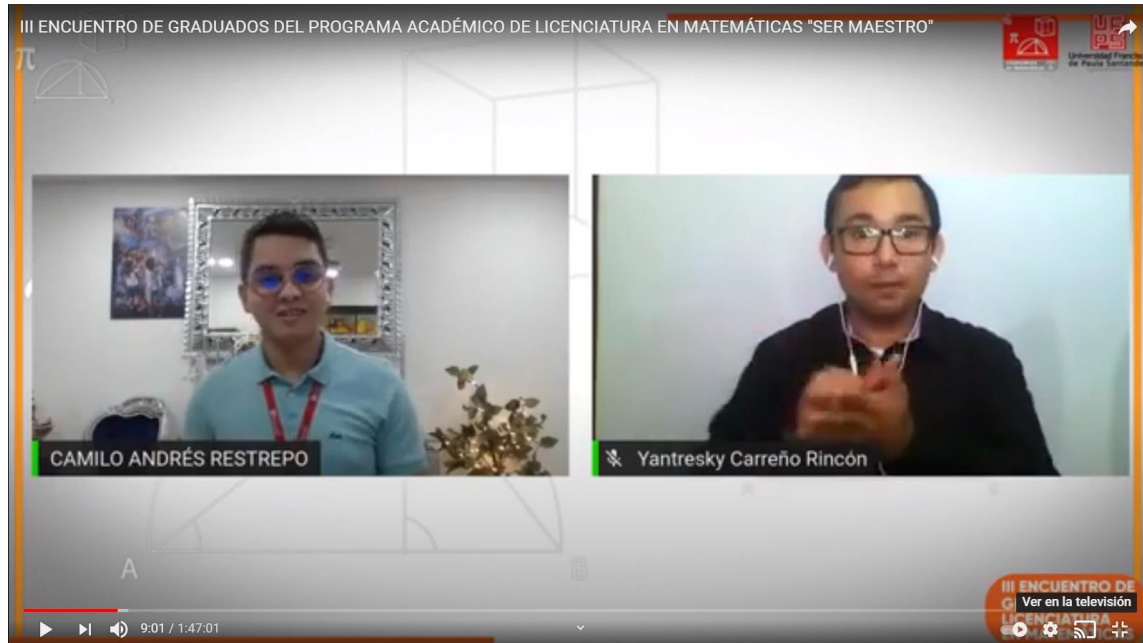 III ENCUENTRO DE GRADUADOS DEL PROGRAMA ACADÉMICO DE LICENCIATURA EN MATEMÁTICAS "SER MAESTRO"
π
π
UFPS
Universidad Francisco
de Paula Santander
CAMILO ANDRÉS RESTREPO
Yantresky Carreño Rincón
A
B
III ENCUENTRO DE
Ver en la televisión
LICENCIATURA
9:01 / 1:47:01